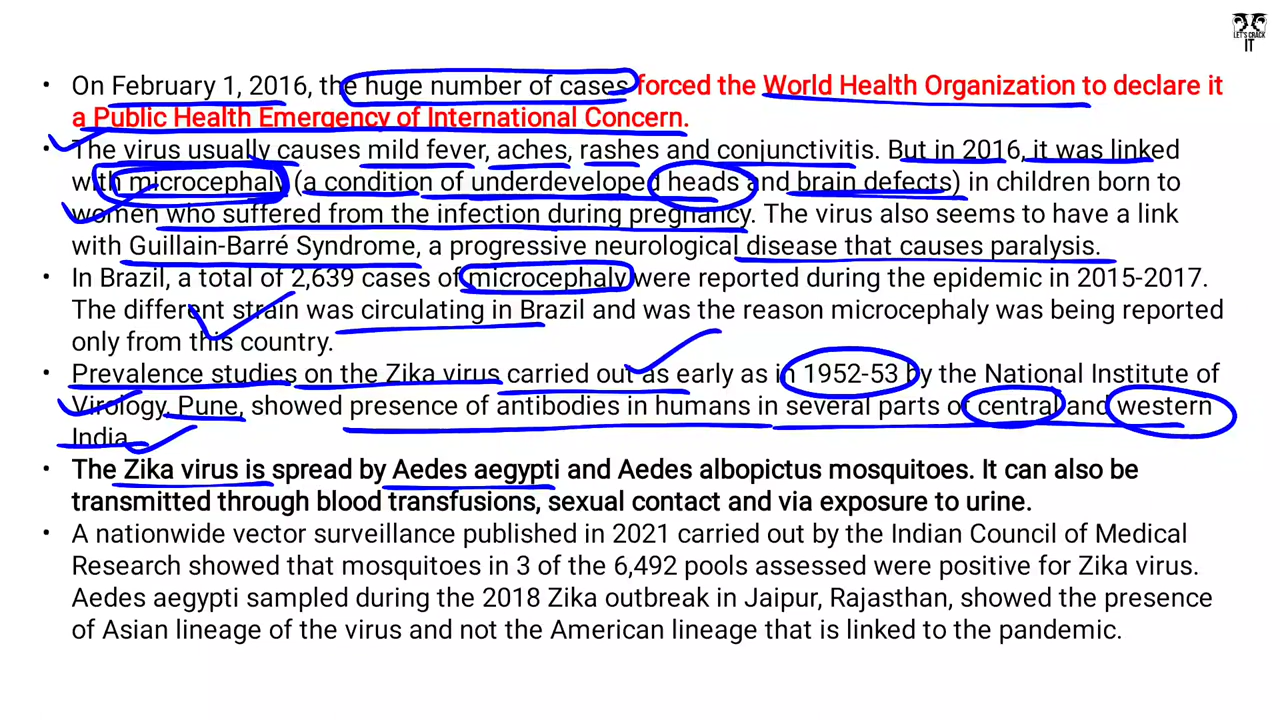 LET'S CRACK
IT
• On February 1, 2016, the huge number of cases forced the World Health Organization to declare it
a Public Health Emergency of International Concern.
• The virus usually causes mild fever, aches, rashes and conjunctivitis. But in 2016, it was linked
with microcephaly (a condition of underdeveloped heads and brain defects) in children born to
women who suffered from the infection during pregnancy. The virus also seems to have a link
with Guillain-Barré Syndrome, a progressive neurological disease that causes paralysis.
• In Brazil, a total of 2,639 cases of microcephaly were reported during the epidemic in 2015-2017.
The different strain was circulating in Brazil and was the reason microcephaly was being reported
only from this country.
• Prevalence studies on the Zika virus carried out as early as in 1952-53 by the National Institute of
Virology, Pune, showed presence of antibodies in humans in several parts of central and western
India.
• The Zika virus is spread by Aedes aegypti and Aedes albopictus mosquitoes. It can also be
transmitted through blood transfusions, sexual contact and via exposure to urine.
• A nationwide vector surveillance published in 2021 carried out by the Indian Council of Medical
Research showed that mosquitoes in 3 of the 6,492 pools assessed were positive for Zika virus.
Aedes aegypti sampled during the 2018 Zika outbreak in Jaipur, Rajasthan, showed the presence
of Asian lineage of the virus and not the American lineage that is linked to the pandemic.